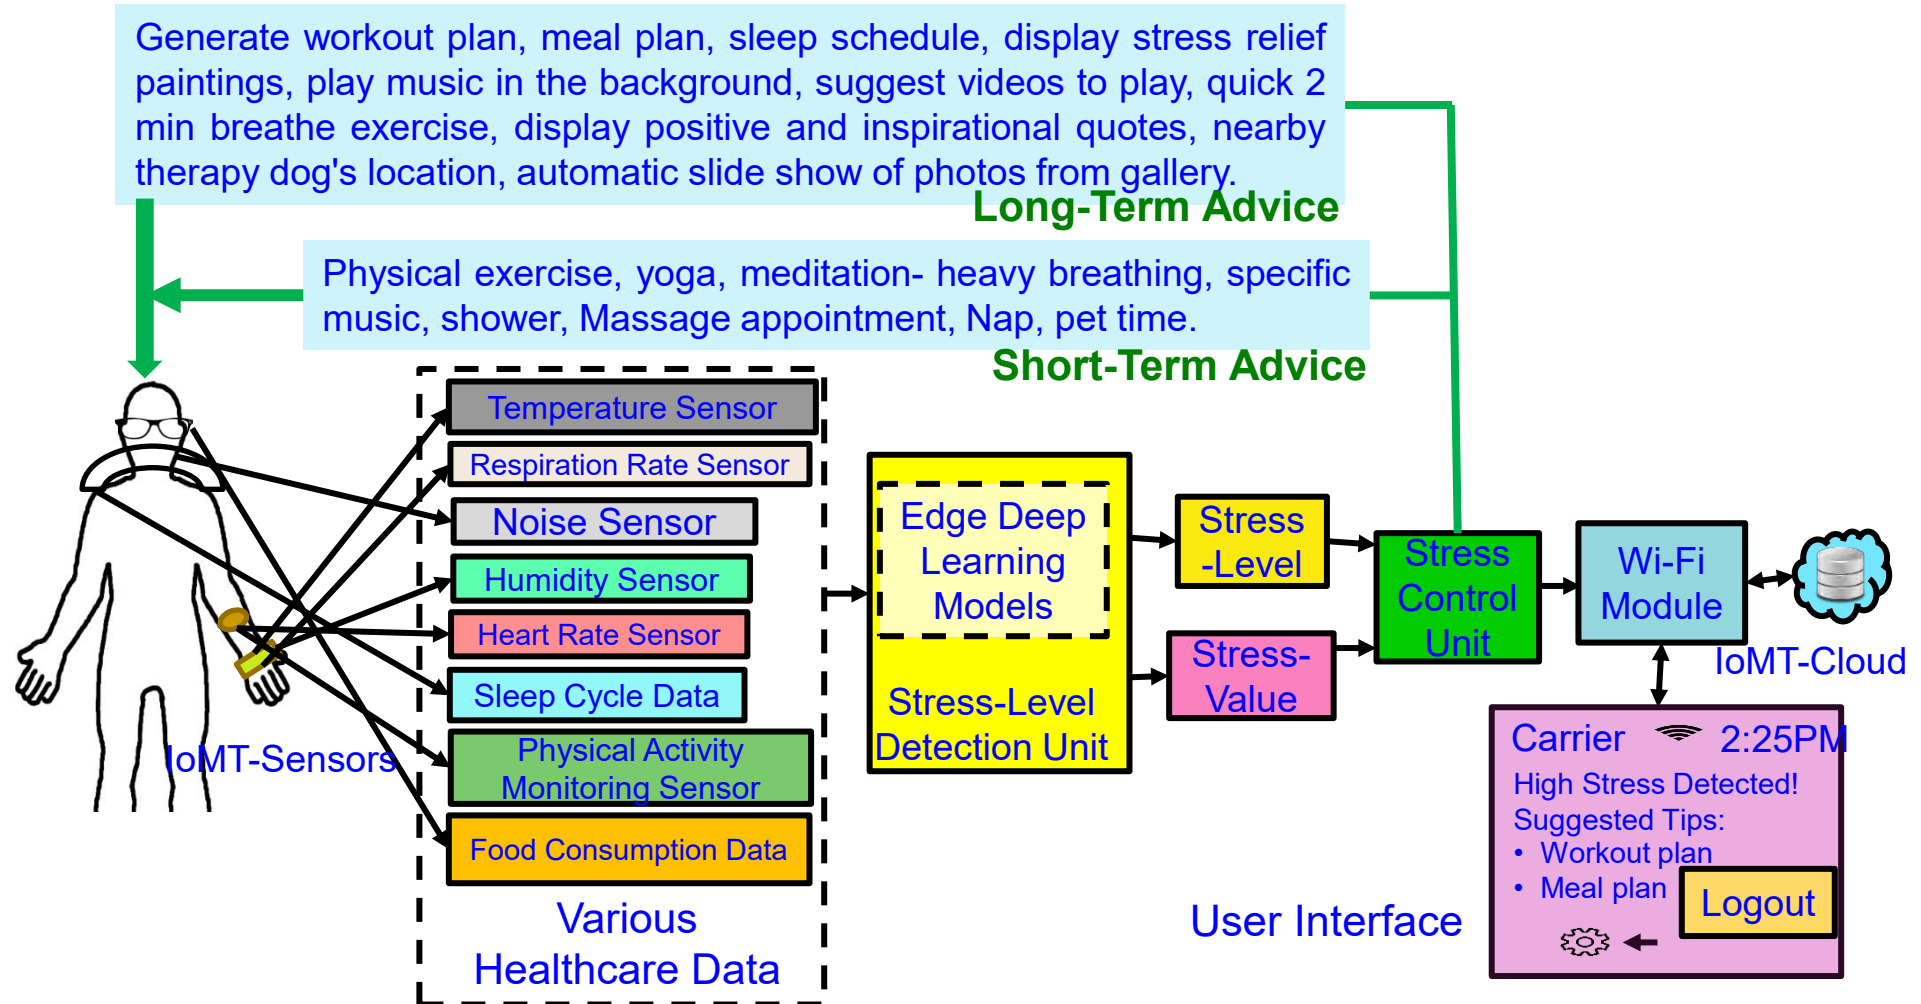 Generate workout plan, meal plan, sleep schedule, display stress relief
paintings, play music in the background, suggest videos to play, quick 2
min breathe exercise, display positive and inspirational quotes, nearby
therapy dog's location, automatic slide show of photos from gallery.
Long-Term Advice
Physical exercise, yoga, meditation- heavy breathing, specific
music, shower, Massage appointment, Nap, pet time.
Short-Term Advice
IoMT-Sensors
Temperature Sensor
Respiration Rate Sensor
Noise Sensor
Humidity Sensor
Heart Rate Sensor
Sleep Cycle Data
Physical Activity
Monitoring Sensor
Food Consumption Data
Various
Healthcare Data
Edge Deep
Learning
Models
Stress-Level
Detection Unit
Stress
-Level
Stress-
Value
Stress
Control
Unit
Wi-Fi
Module
IoMT-Cloud
User Interface
Carrier 2:25PM
High Stress Detected!
Suggested Tips:
• Workout plan
• Meal plan
Logout